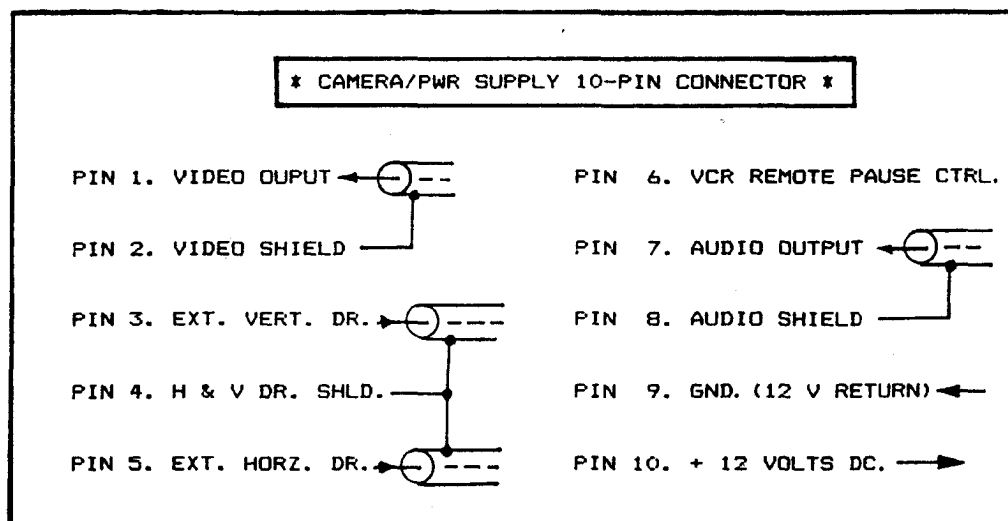 * CAMERA/PWR SUPPLY 10-PIN CONNECTOR *
PIN 1. VIDEO OUPUT
PIN 2. VIDEO SHIELD
PIN 3. EXT. VERT. DR.
PIN 4. H & V DR. SHLD.
PIN 5. EXT. HORZ. DR.
PIN 6. VCR REMOTE PAUSE CTRL.
PIN 7. AUDIO OUTPUT
PIN 8. AUDIO SHIELD
PIN 9. GND. (12 V RETURN)
PIN 10. + 12 VOLTS DC.